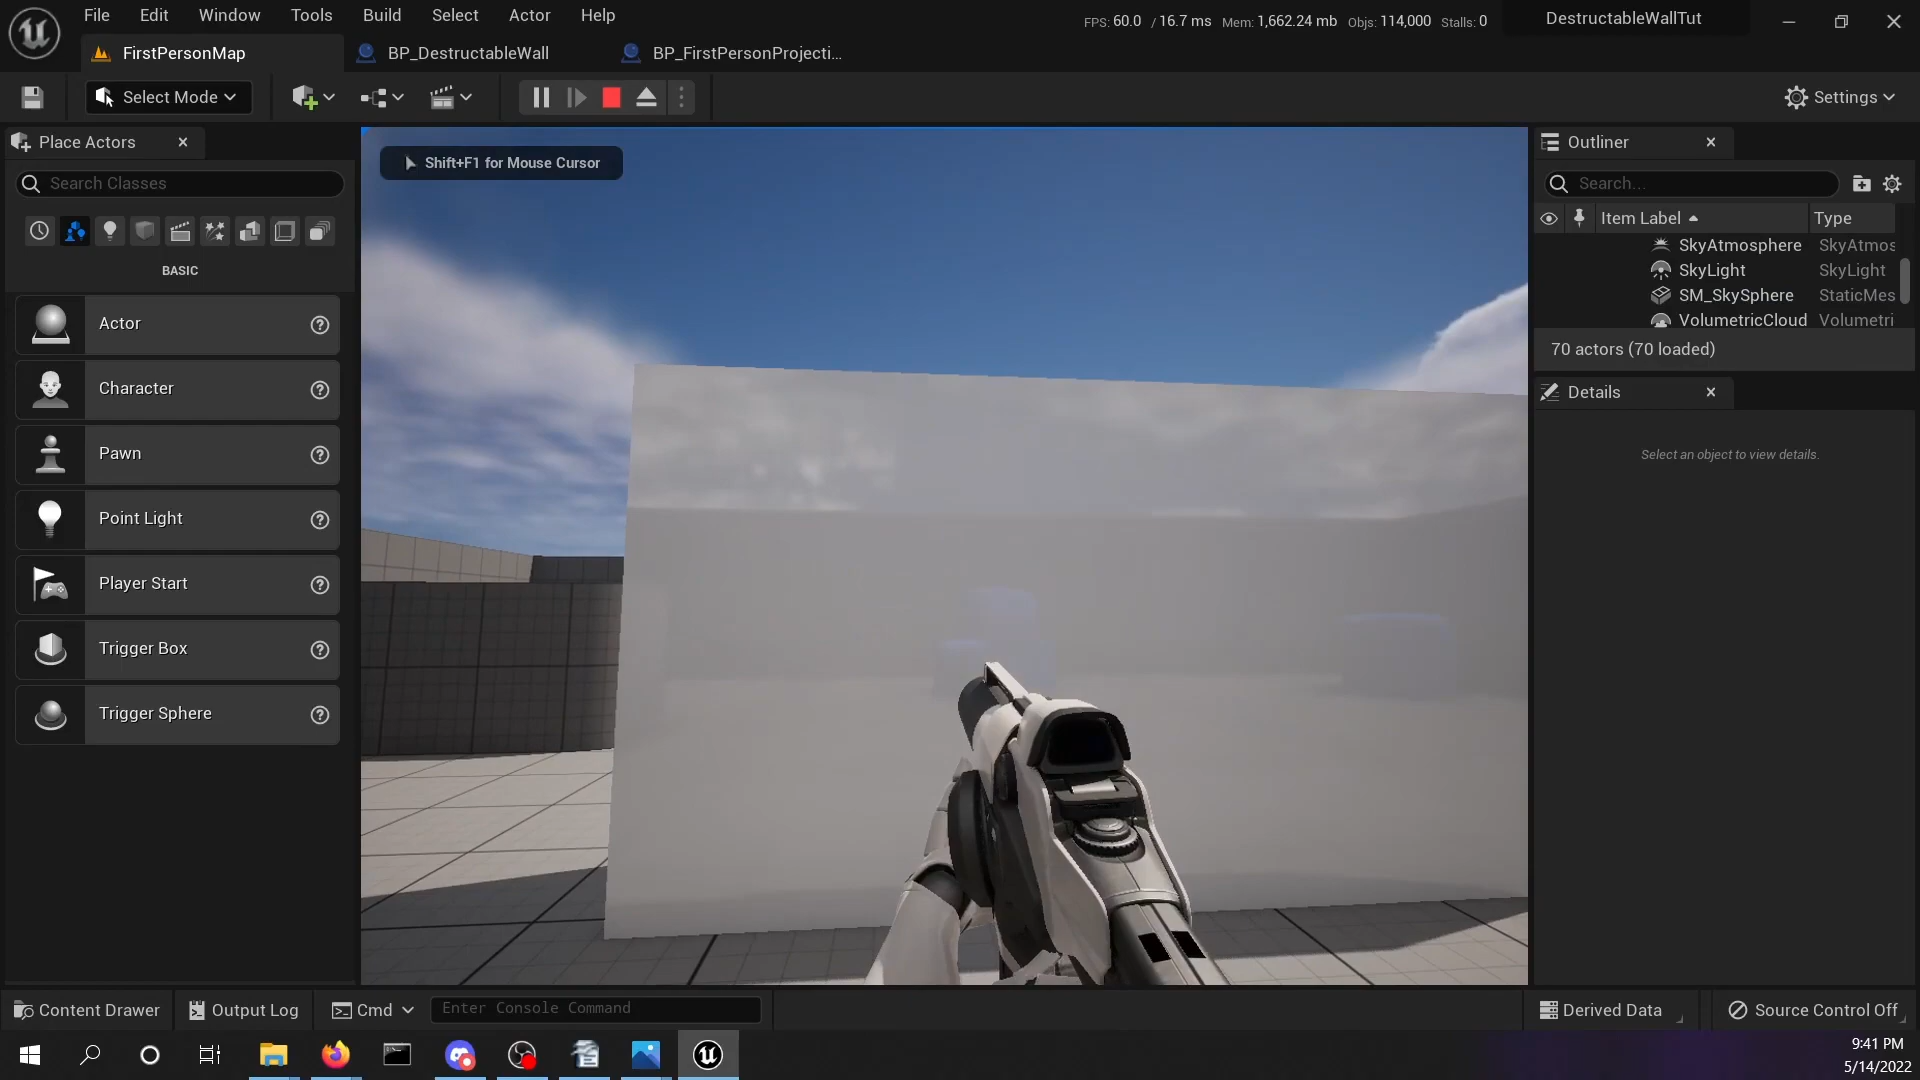 File Edit Window Tools Build Select Actor Help
FPS: 60.0 / 16.7 ms Mem: 1,662.24 mb Objs: 114,000 Stalls: 0
DestructableWallTut
FirstPersonMap
BP_DestructableWall
BP_FirstPersonProjecti...
Select Mode
Settings
Place Actors
Search Classes
BASIC
Actor
Character
Pawn
Point Light
Player Start
Trigger Box
Trigger Sphere
Shift+F1 for Mouse Cursor
Outliner
Search...
Item Label Type
SkyAtmosphere SkyAtmos
SkyLight SkyLight
SM_SkySphere StaticMes
VolumetricCloud Volumetri
70 actors (70 loaded)
Details
Select an object to view details.
Content Drawer
Output Log
Cmd
Enter Console Command
Derived Data
Source Control Off
9:41 PM
5/14/2022